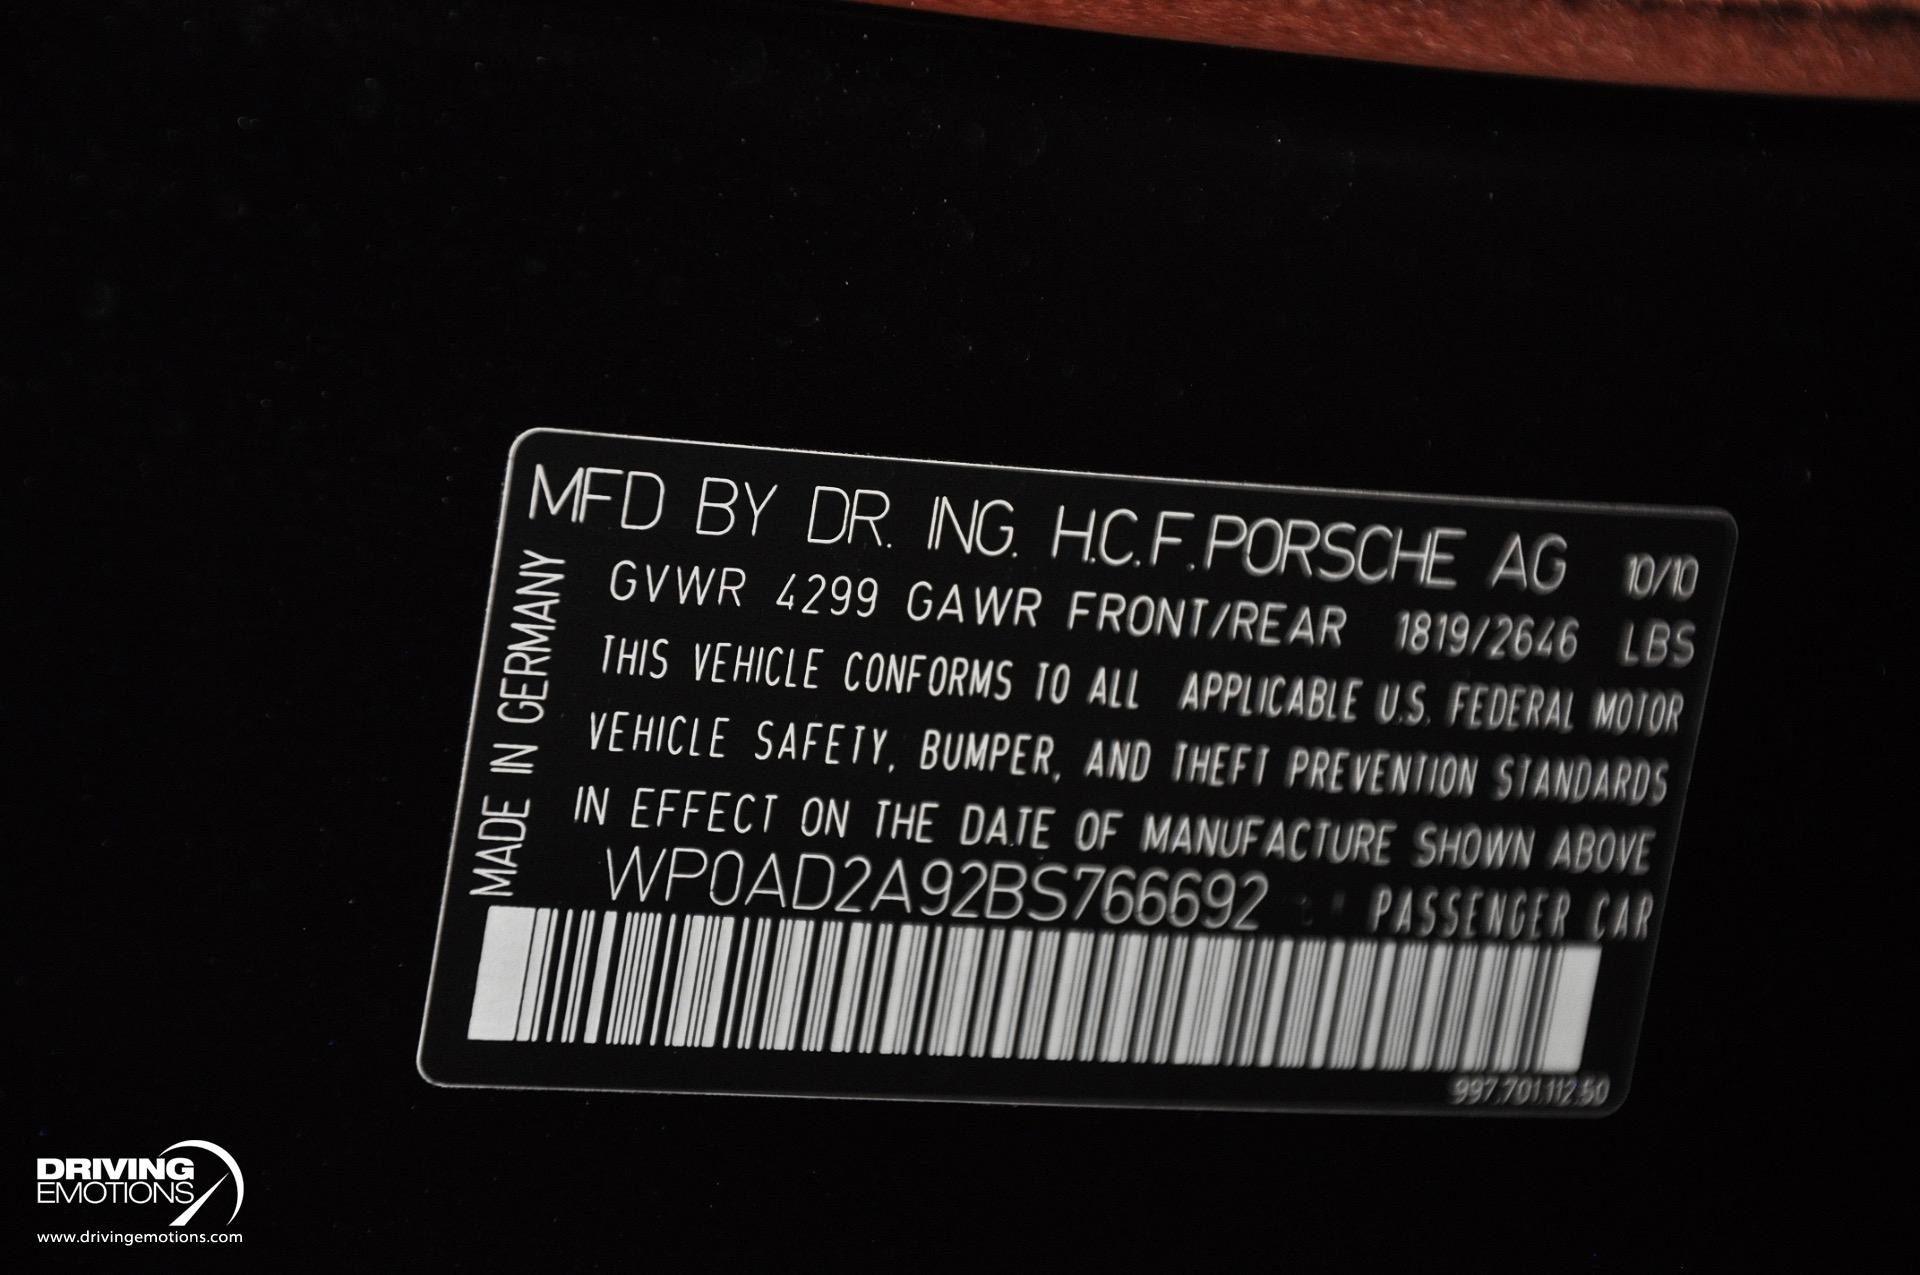 MFD BY DR. ING. H.C.F.PORSCHE AG 10/10
GVWR 4299 GAWR FRONT/REAR 1819/2646 LBS
THIS VEHICLE CONFORMS TO ALL APPLICABLE U.S. FEDERAL MOTOR
VEHICLE SAFETY, BUMPER, AND THEFT PREVENTION STANDARDS
IN EFFECT ON THE DATE OF MANUFACTURE SHOWN ABOVE
WP0AD2A92BS766692 PASSENGER CAR
MADE IN GERMANY
997.701.112.50
DRIVING
EMOTIONS
www.drivingemotions.com